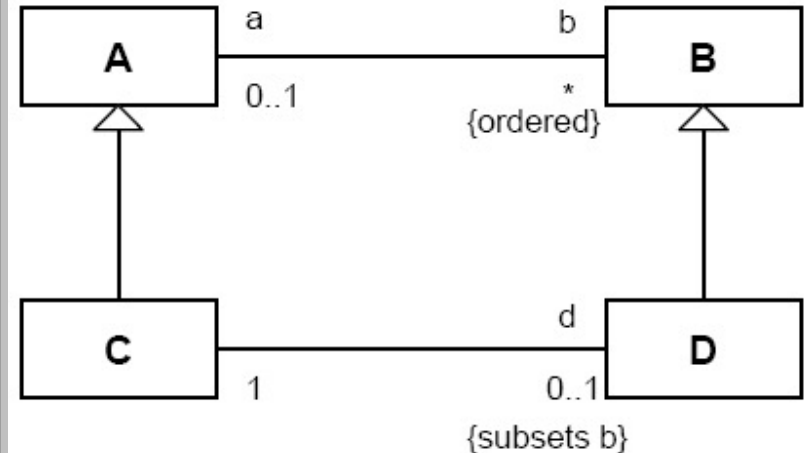 a b
A B
0..1 *
{ordered}
d
C D
1 0..1
{subsets b}